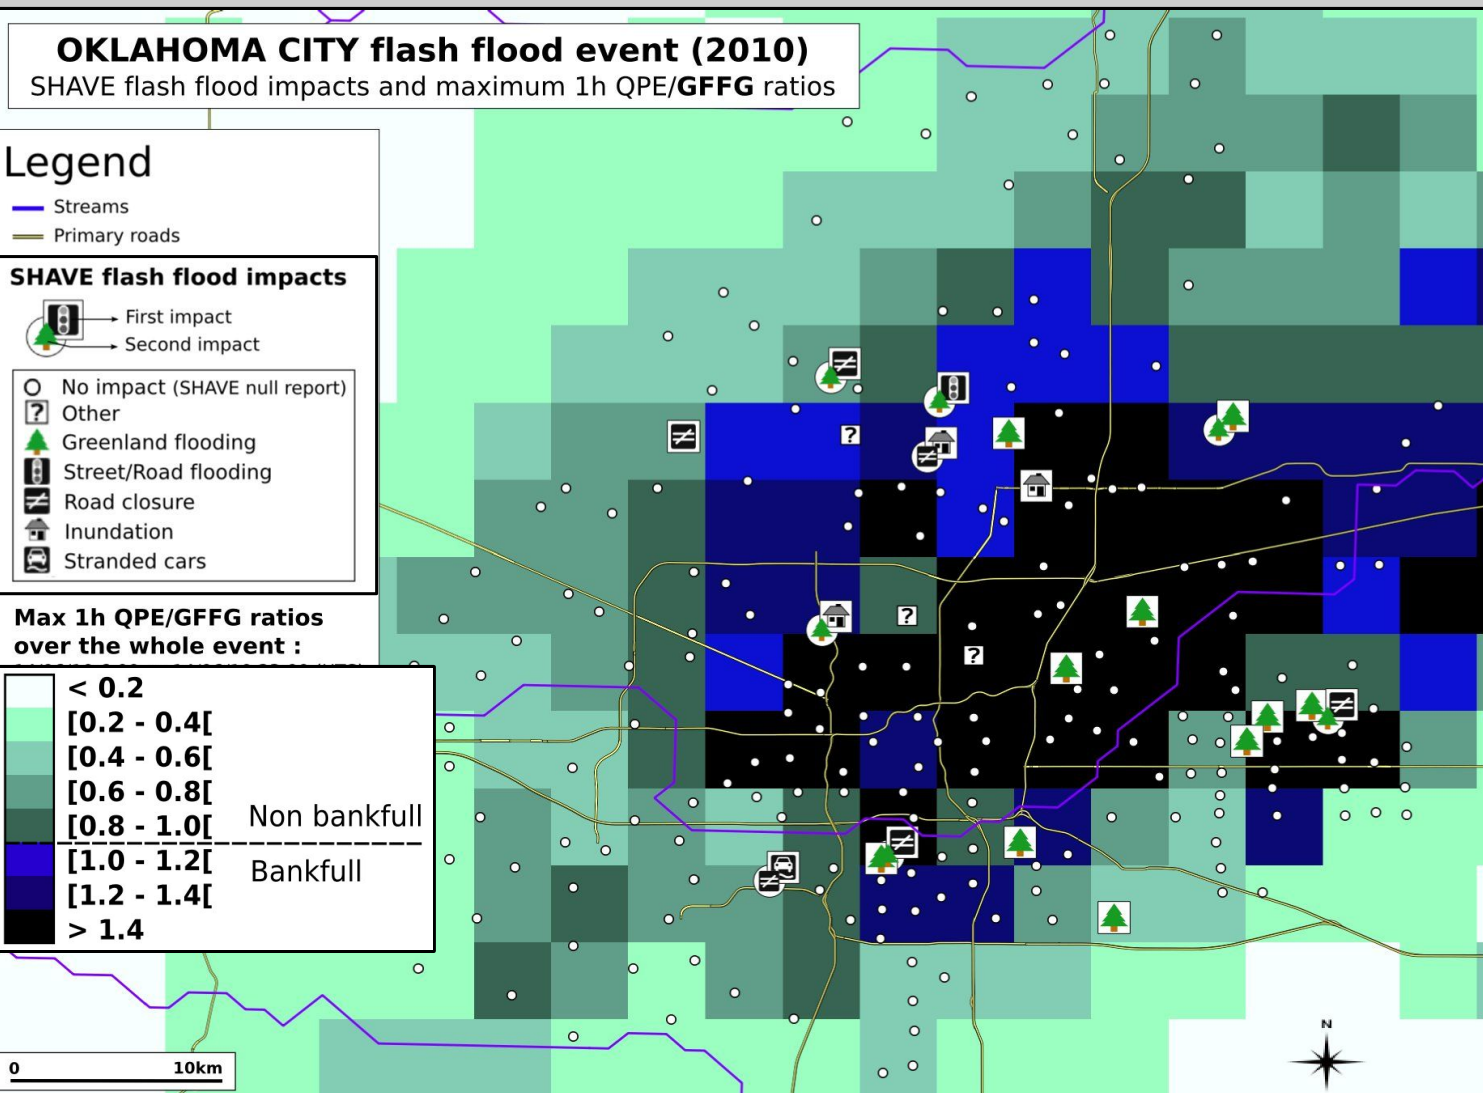 OKLAHOMA CITY flash flood event (2010)
SHAVE flash flood impacts and maximum 1h QPE/GFFG ratios
Legend
Streams
Primary roads
SHAVE flash flood impacts
First impact
Second impact
No impact (SHAVE null report)
? Other
Greenland flooding
Street/Road flooding
Road closure
Inundation
Stranded cars
Max 1h QPE/GFFG ratios
over the whole event :
< 0.2
[0.2 - 0.4[
[0.4 - 0.6[
[0.6 - 0.8[
Non bankfull
[0.8 - 1.0[
[1.0 - 1.2[
Bankfull
[1.2 - 1.4[
> 1.4
0 10km
?
?
?
N